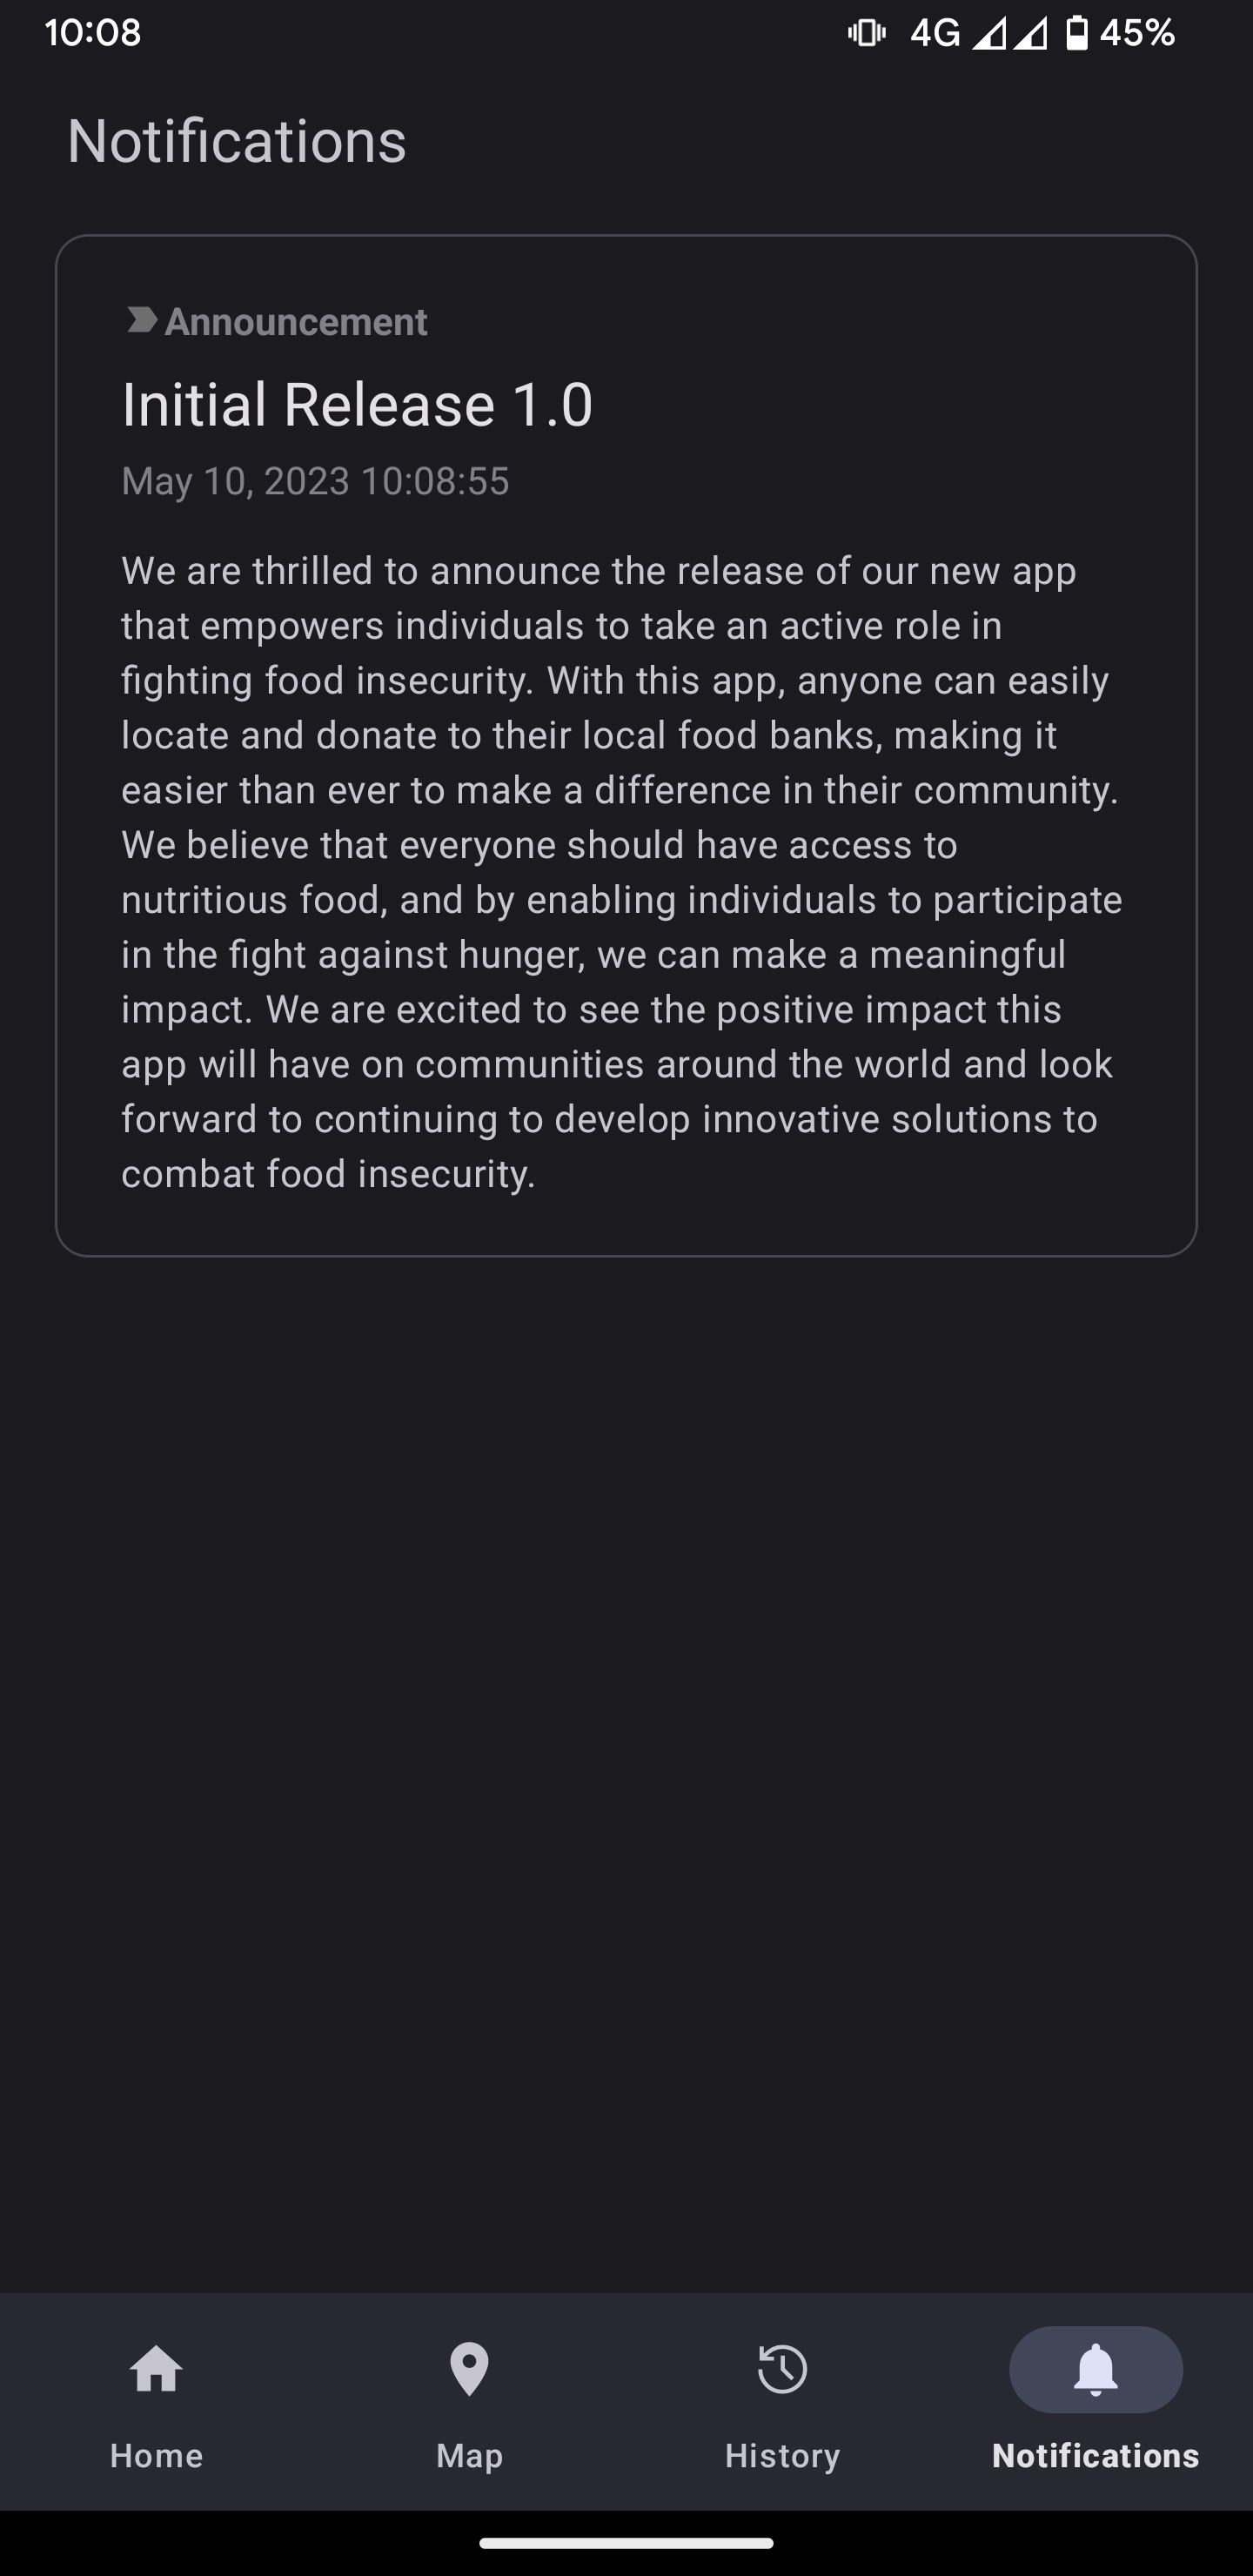 10:08 4G 45%
Notifications
Announcement
Initial Release 1.0
May 10, 2023 10:08:55
We are thrilled to announce the release of our new app
that empowers individuals to take an active role in
fighting food insecurity. With this app, anyone can easily
locate and donate to their local food banks, making it
easier than ever to make a difference in their community.
We believe that everyone should have access to
nutritious food, and by enabling individuals to participate
in the fight against hunger, we can make a meaningful
impact. We are excited to see the positive impact this
app will have on communities around the world and look
forward to continuing to develop innovative solutions to
combat food insecurity.
Home Map History Notifications